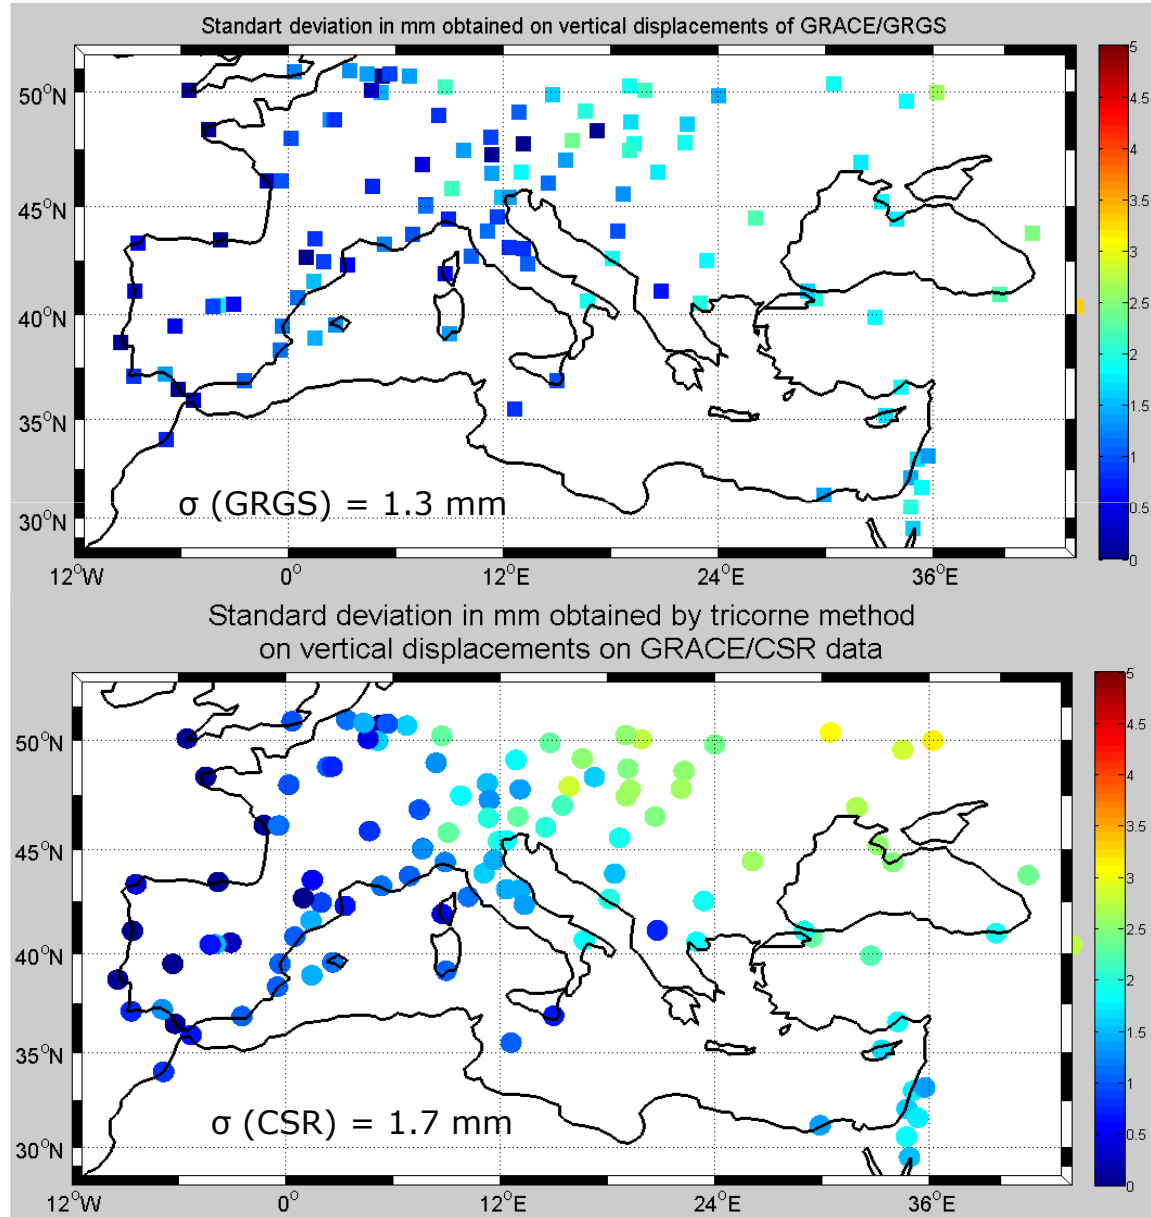 Standart deviation in mm obtained on vertical displacements of GRACE/GRGS
50°N
45°N
40°N
35°N
30°N
12°W
0°
12°E
24°E
36°E
σ (GRGS) = 1.3 mm
5
4.5
4
3.5
3
2.5
2
1.5
1
0.5
0
Standard deviation in mm obtained by tricorne method
on vertical displacements on GRACE/CSR data
50°N
45°N
40°N
35°N
30°N
12°W
0°
12°E
24°E
36°E
σ (CSR) = 1.7 mm
5
4.5
4
3.5
3
2.5
2
1.5
1
0.5
0